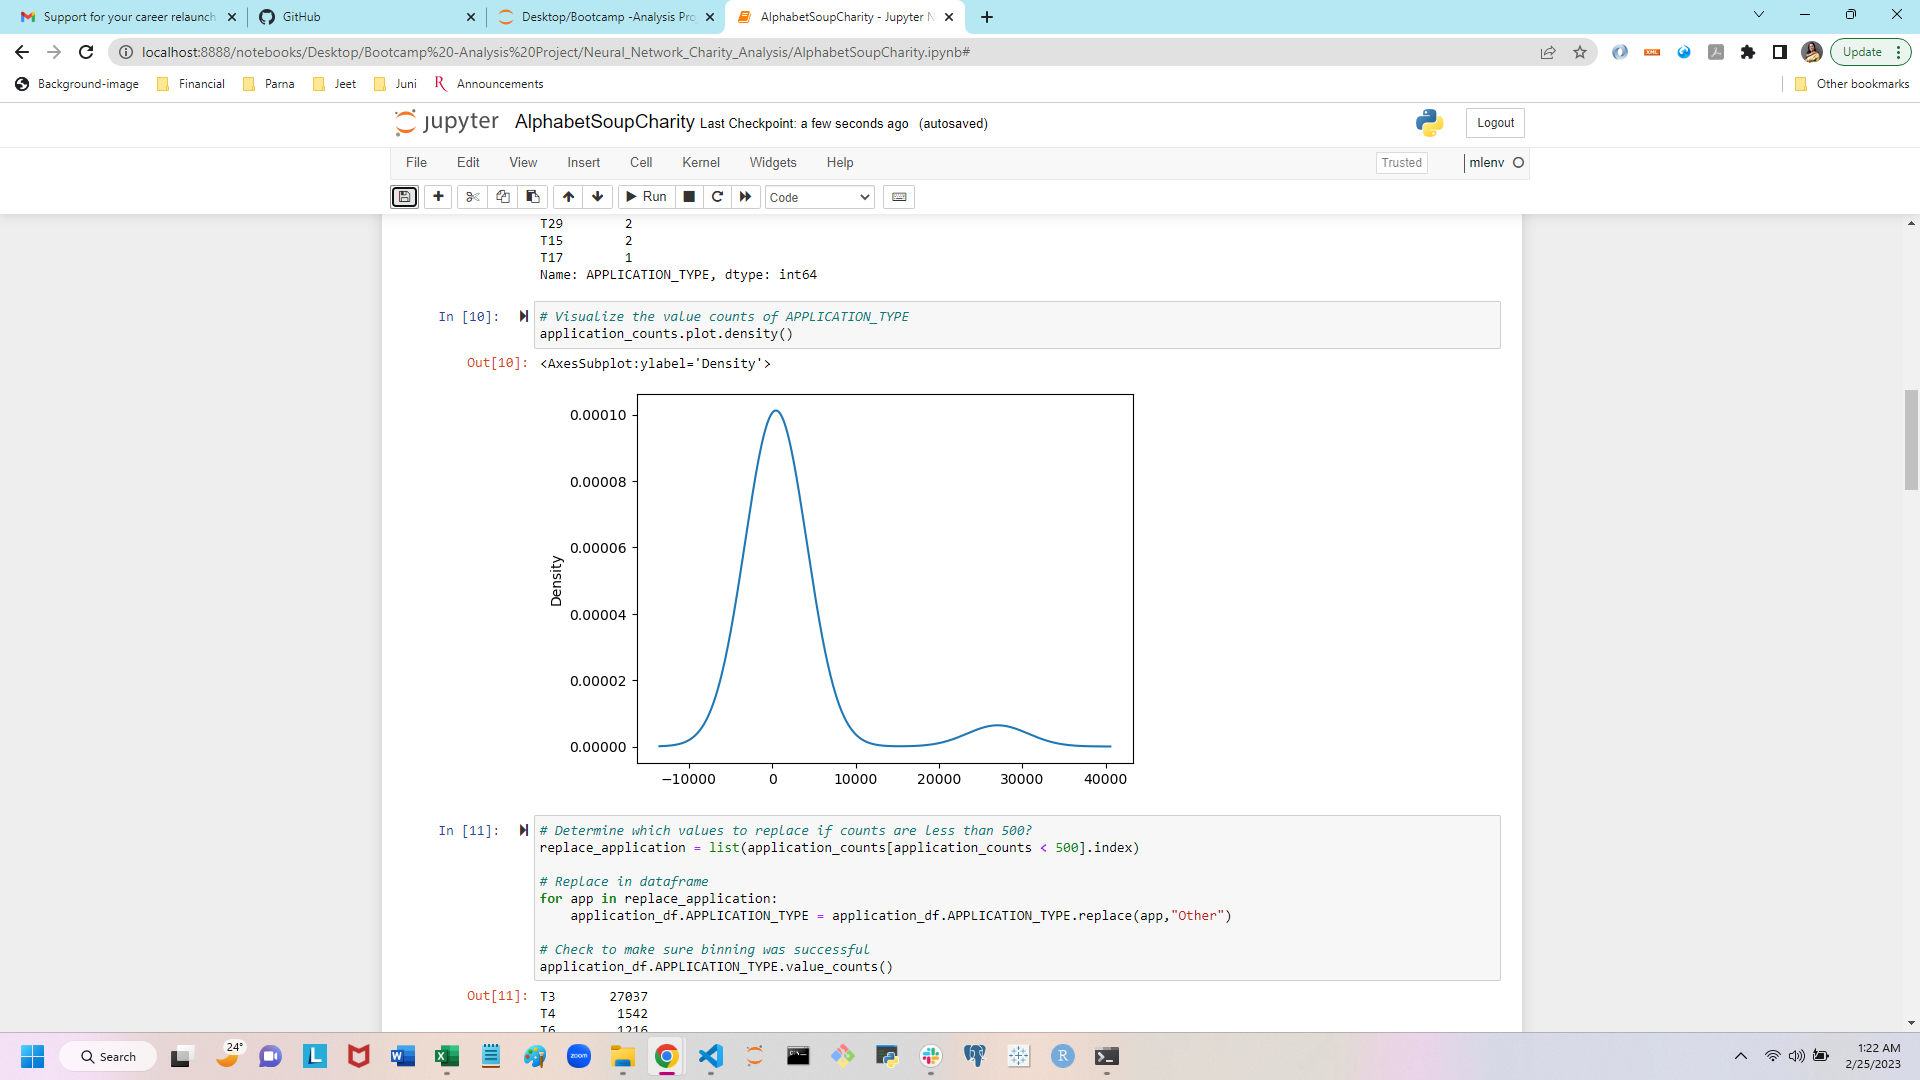 Support for your career relaunch
GitHub
Desktop/Bootcamp -Analysis Pro
AlphabetSoupCharity - Jupyter N
localhost:8888/notebooks/Desktop/Bootcamp%20-Analysis%20Project/Neural_Network_Charity_Analysis/AlphabetSoupCharity.ipynb#
Update
Background-image
Financial
Parna
Jeet
Juni
Announcements
Other bookmarks
jupyter AlphabetSoupCharity Last Checkpoint: a few seconds ago (autosaved)
Logout
File Edit View Insert Cell Kernel Widgets Help
Trusted
mlenv
Run
Code
T29 2
T15 2
T17 1
Name: APPLICATION_TYPE, dtype: int64
In [10]:
# Visualize the value counts of APPLICATION_TYPE
application_counts.plot.density()
Out[10]: <AxesSubplot:ylabel='Density'>
0.00010
0.00008
0.00006
0.00004
0.00002
0.00000
Density
−10000 0 10000 20000 30000 40000
In [11]:
# Determine which values to replace if counts are less than 500?
replace_application = list(application_counts[application_counts < 500].index)
# Replace in dataframe
for app in replace_application:
application_df.APPLICATION_TYPE = application_df.APPLICATION_TYPE.replace(app,"Other")
# Check to make sure binning was successful
application_df.APPLICATION_TYPE.value_counts()
Out[11]: T3 27037
T4 1542
T6 1216
24°
Search
zoom
1:22 AM
2/25/2023